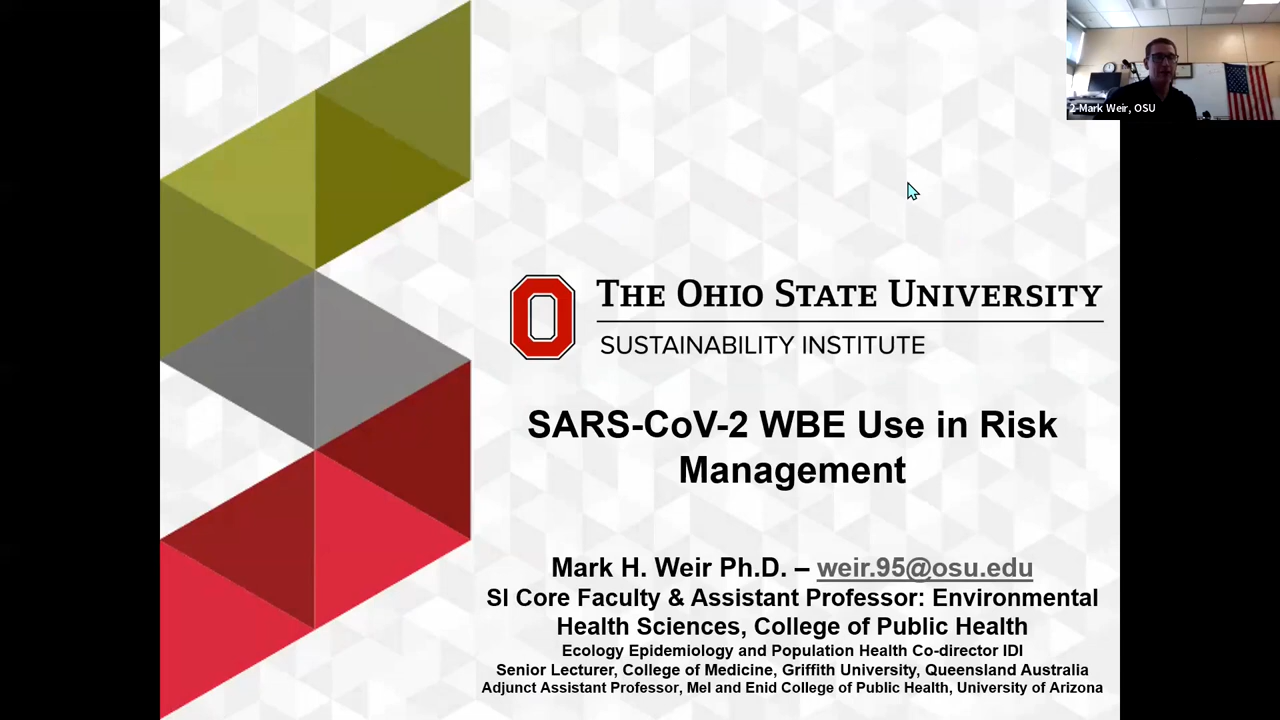 2-Mark Weir, OSU
THE OHIO STATE UNIVERSITY
SUSTAINABILITY INSTITUTE
SARS-CoV-2 WBE Use in Risk
Management
Mark H. Weir Ph.D. – weir.95@osu.edu
SI Core Faculty & Assistant Professor: Environmental
Health Sciences, College of Public Health
Ecology Epidemiology and Population Health Co-director IDI
Senior Lecturer, College of Medicine, Griffith University, Queensland Australia
Adjunct Assistant Professor, Mel and Enid College of Public Health, University of Arizona